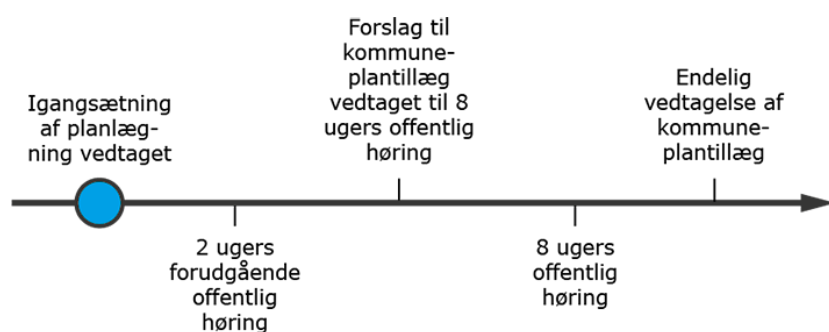 Igangsætning
af planlæg-
ning vedtaget
2 ugers
forudgående
offentlig
høring
Forslag til
kommune-
plantillæg
vedtaget til 8
ugers offentlig
høring
8 ugers
offentlig
høring
Endelig
vedtagelse af
kommune-
plantillæg